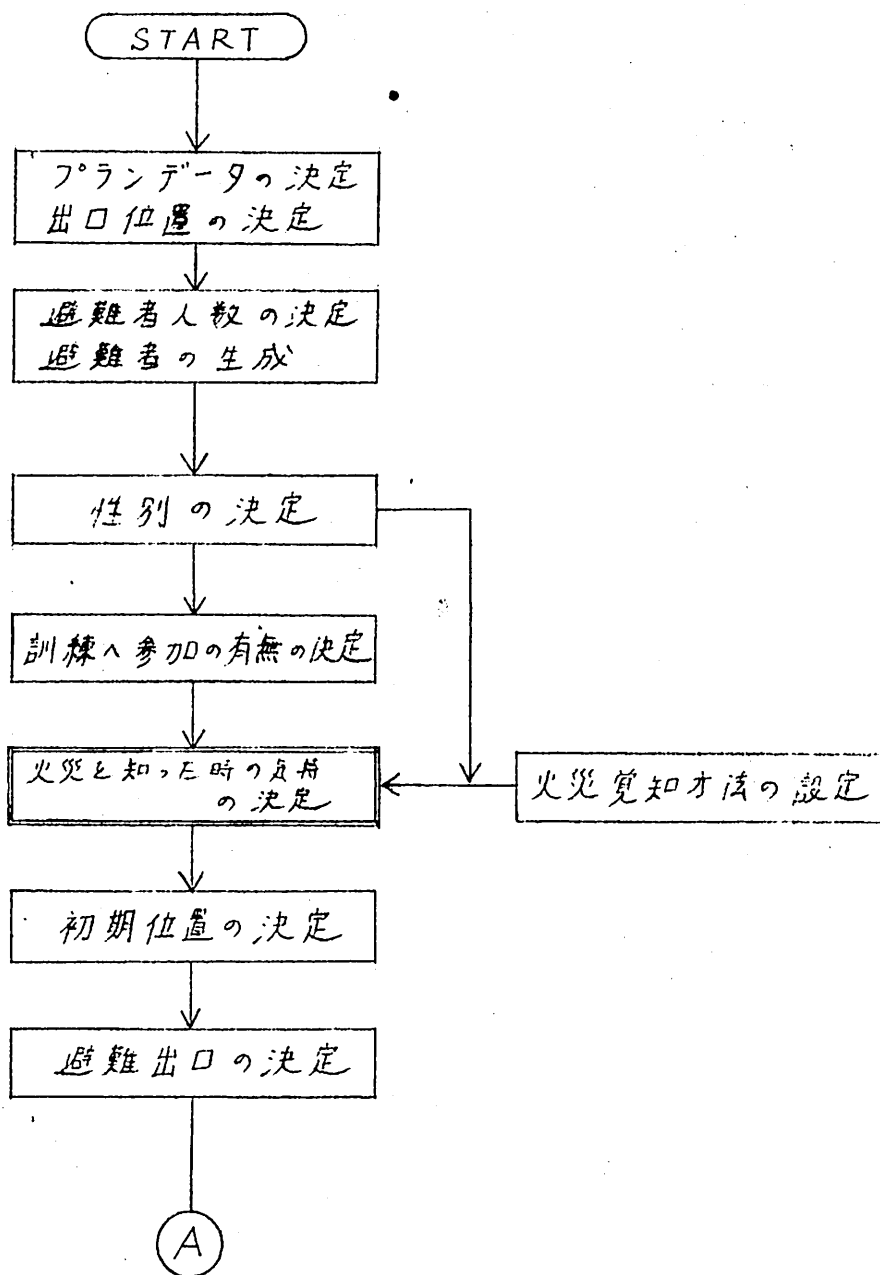 START
プランデータの決定
出口位置の決定
避難者人数の決定
避難者の生成
性別の決定
訓練へ参加の有無の決定
火災を知った時の気持
の決定
火災覚知方法の設定
初期位置の決定
避難出口の決定
A